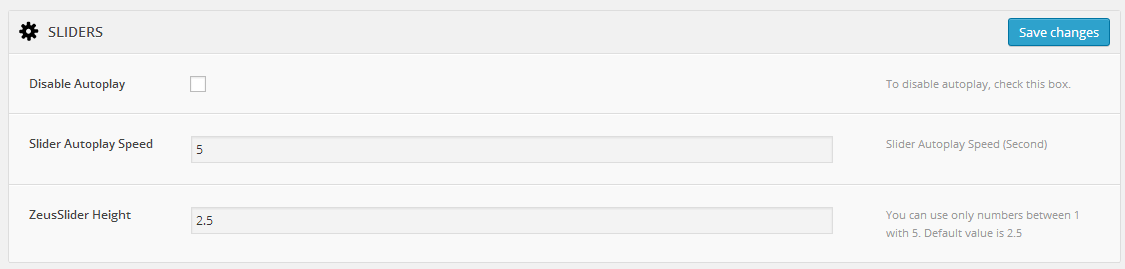 SLIDERS
Save changes
Disable Autoplay
To disable autoplay, check this box.
Slider Autoplay Speed
5
Slider Autoplay Speed (Second)
ZeusSlider Height
2.5
You can use only numbers between 1
with 5. Default value is 2.5